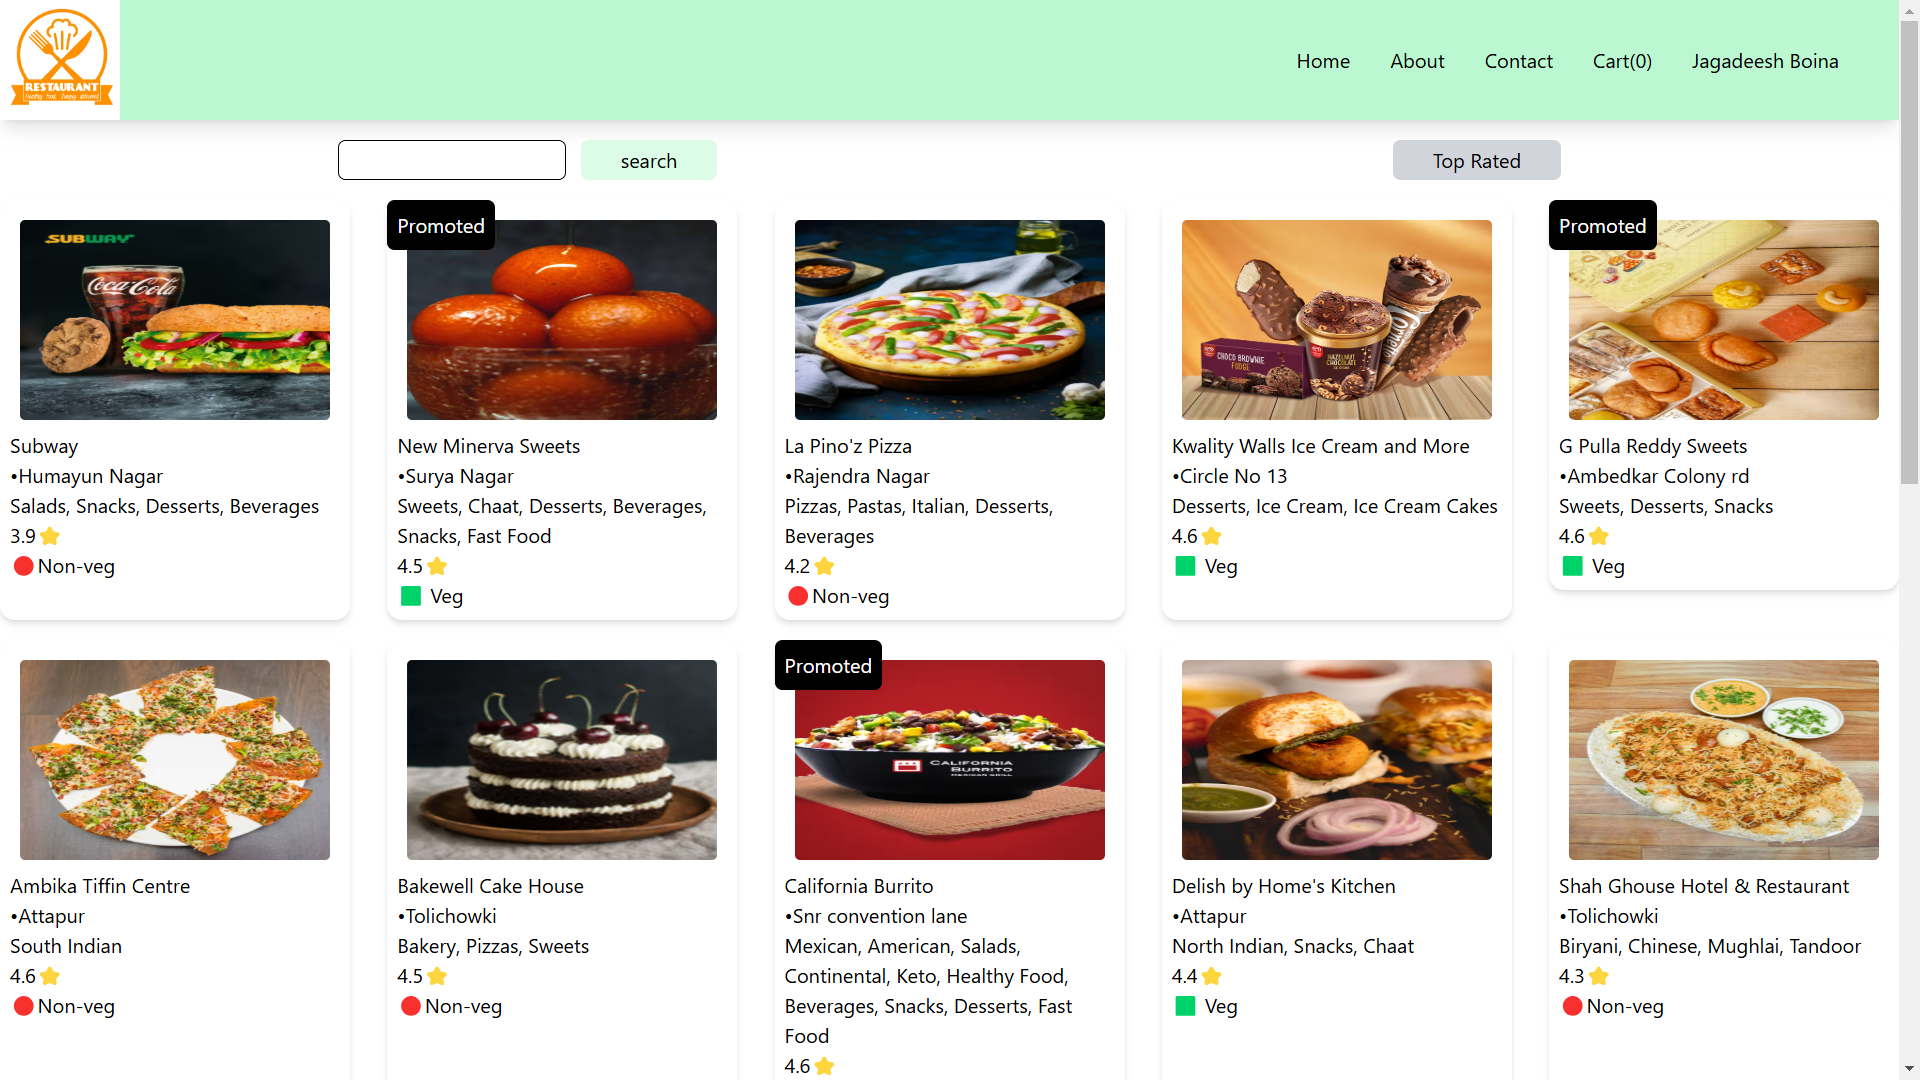 RESTAURANT
Home
About
Contact
Cart(0)
Jagadeesh Boina
search
Top Rated
SUBWAY
Coca-Cola
Subway
•Humayun Nagar
Salads, Snacks, Desserts, Beverages
3.9
Non-veg
Promoted
New Minerva Sweets
•Surya Nagar
Sweets, Chaat, Desserts, Beverages,
Snacks, Fast Food
4.5
Veg
La Pino'z Pizza
•Rajendra Nagar
Pizzas, Pastas, Italian, Desserts,
Beverages
4.2
Non-veg
CHOCO BROWNIE
FUDGE
HAZELNUT
CHOCOLATE
Kwality Walls Ice Cream and More
•Circle No 13
Desserts, Ice Cream, Ice Cream Cakes
4.6
Veg
Promoted
G Pulla Reddy Sweets
•Ambedkar Colony rd
Sweets, Desserts, Snacks
4.6
Veg
Ambika Tiffin Centre
•Attapur
South Indian
4.6
Non-veg
Bakewell Cake House
•Tolichowki
Bakery, Pizzas, Sweets
4.5
Non-veg
Promoted
CALIFORNIA
BURRITO
MEXICAN GRILL
California Burrito
•Snr convention lane
Mexican, American, Salads,
Continental, Keto, Healthy Food,
Beverages, Snacks, Desserts, Fast
Food
4.6
Delish by Home's Kitchen
•Attapur
North Indian, Snacks, Chaat
4.4
Veg
Shah Ghouse Hotel & Restaurant
•Tolichowki
Biryani, Chinese, Mughlai, Tandoor
4.3
Non-veg